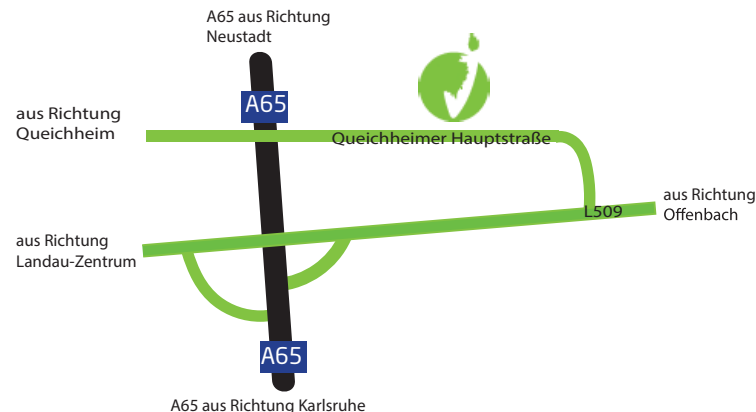 A65 aus Richtung
Neustadt
A65
aus Richtung
Queichheim
Queichheimer Hauptstraße
aus Richtung
Offenbach
L509
aus Richtung
Landau-Zentrum
A65
A65 aus Richtung Karlsruhe